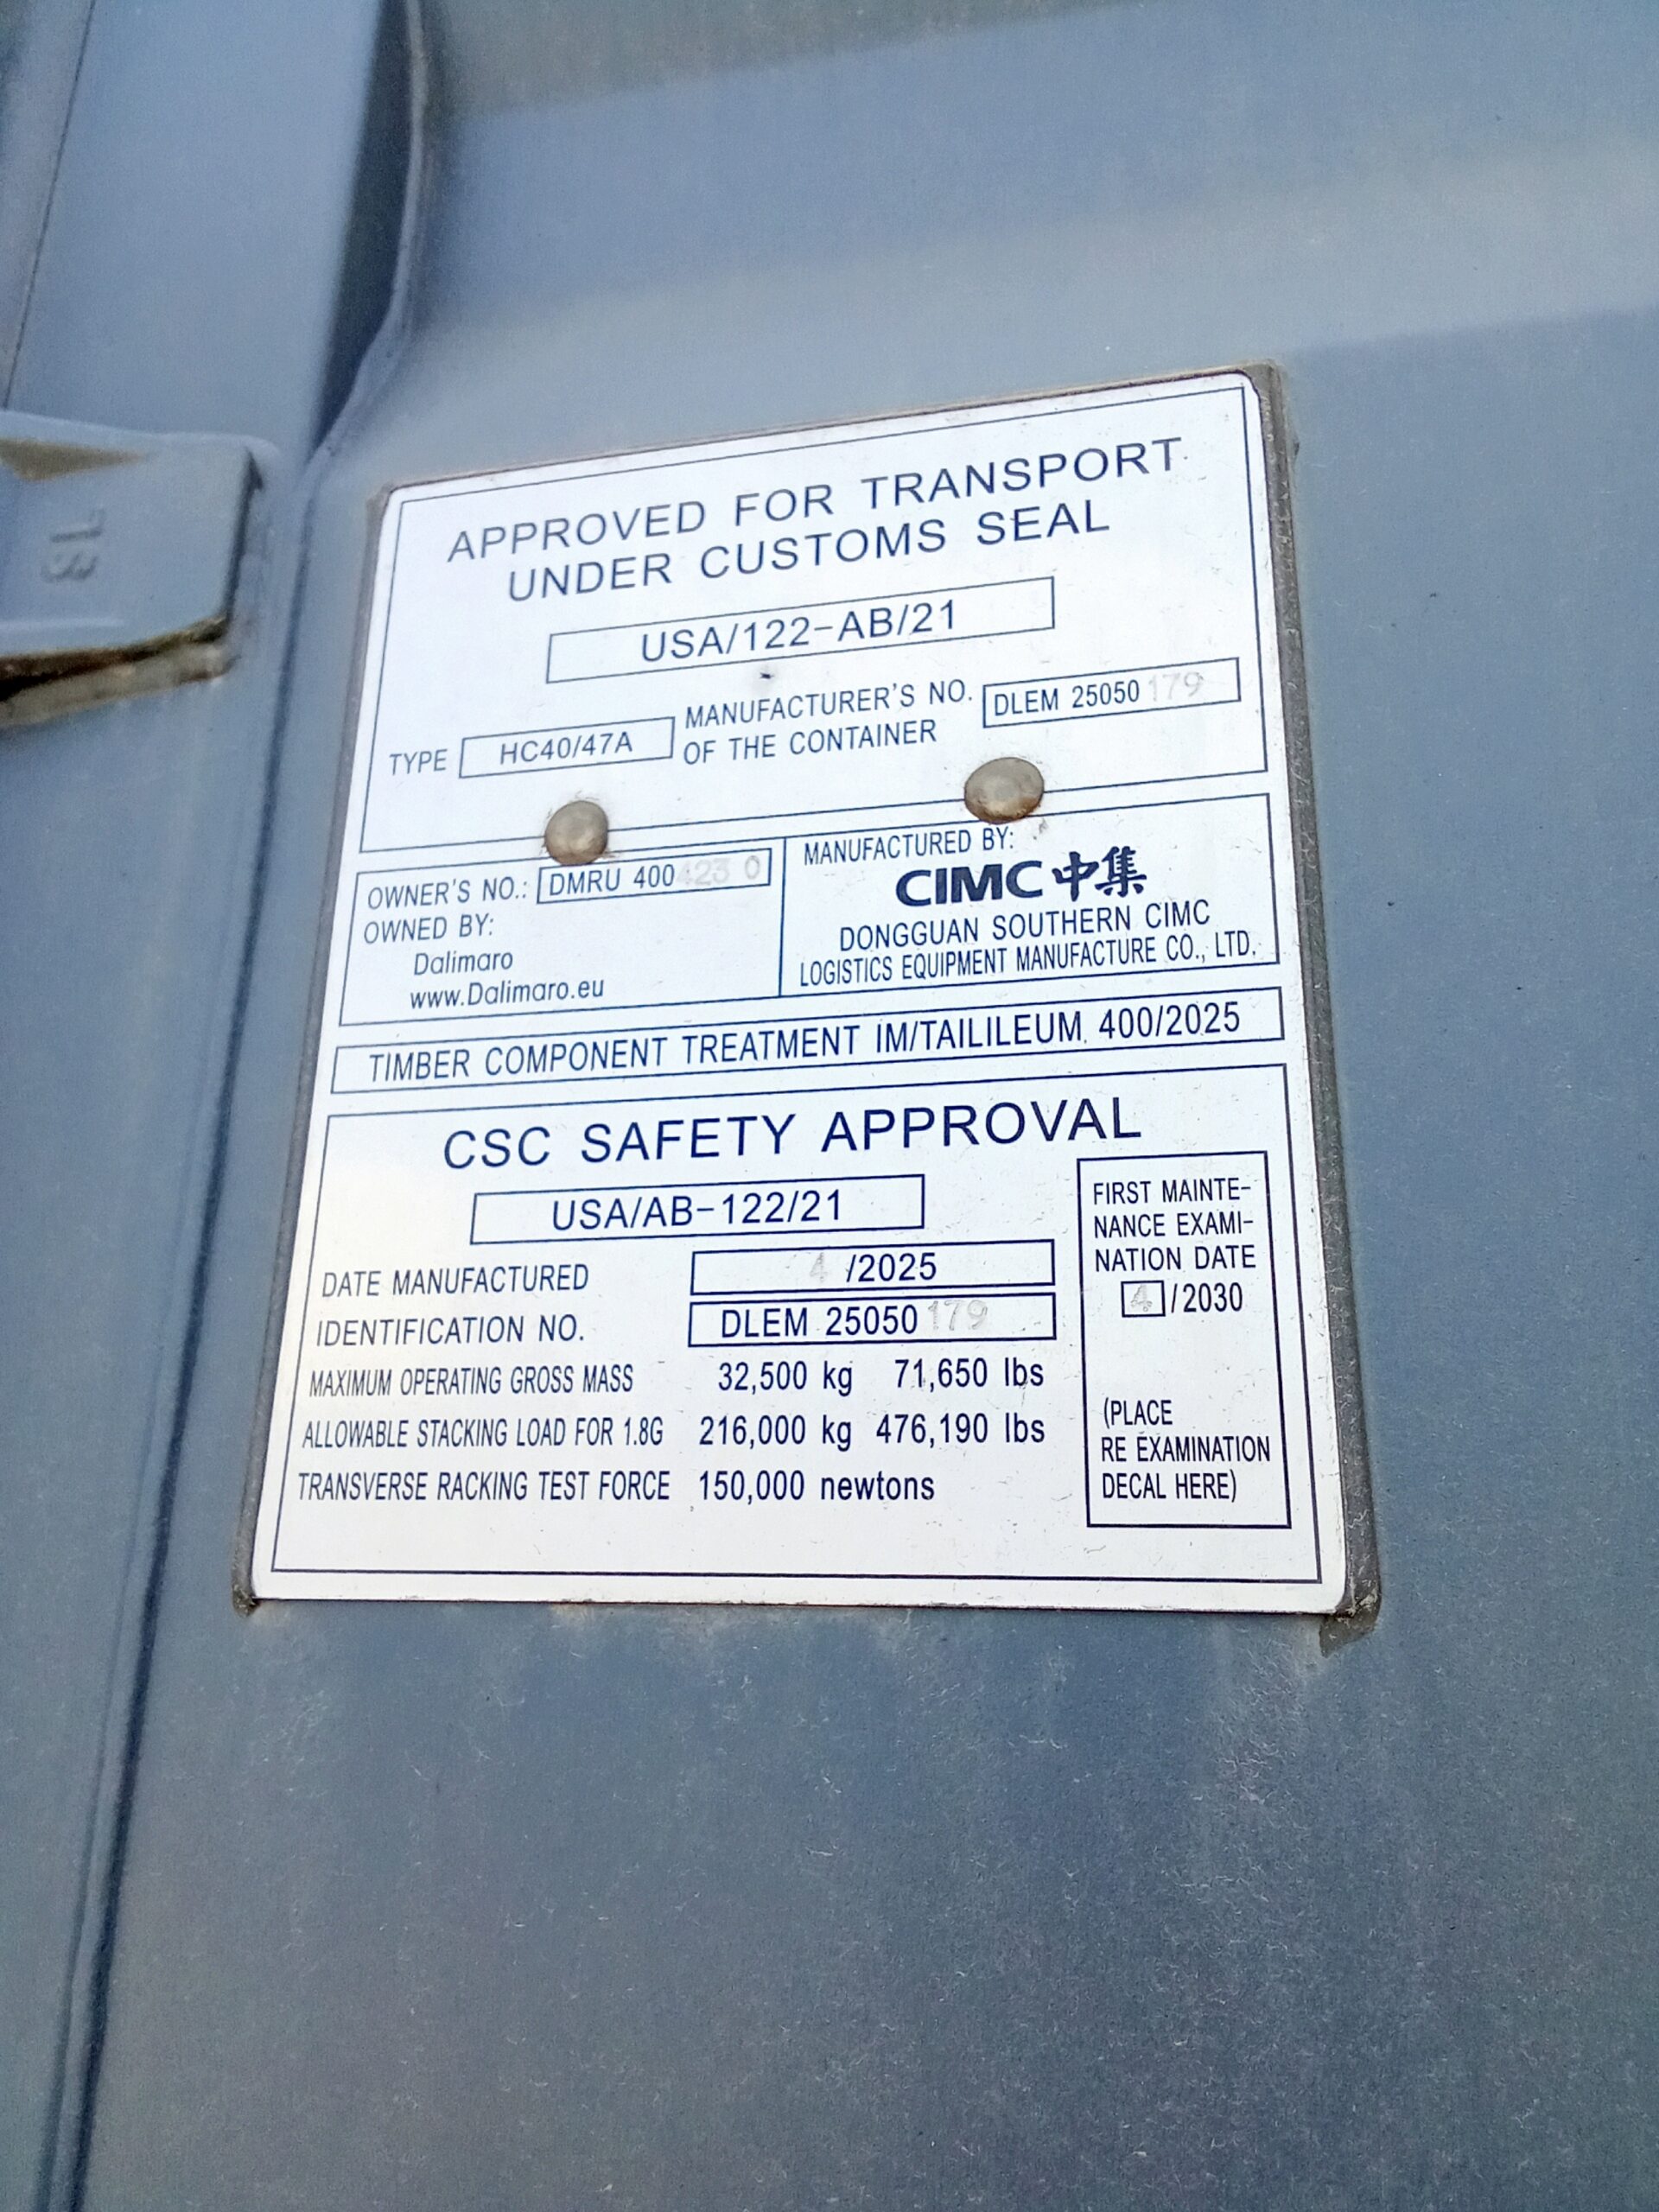 18
APPROVED FOR TRANSPORT
UNDER CUSTOMS SEAL
USA/122-AB/21
TYPE HC40/47A MANUFACTURER'S NO. OF THE CONTAINER DLEM 25050179
OWNER'S NO.: DMRU 400423 0
OWNED BY:
Dalimaro
www.Dalimaro.eu
MANUFACTURED BY:
CIMC 中集
DONGGUAN SOUTHERN CIMC
LOGISTICS EQUIPMENT MANUFACTURE CO., LTD.
TIMBER COMPONENT TREATMENT IM/TAILILEUM 400/2025
CSC SAFETY APPROVAL
USA/AB-122/21
DATE MANUFACTURED 4 /2025
IDENTIFICATION NO. DLEM 25050179
MAXIMUM OPERATING GROSS MASS 32,500 kg 71,650 lbs
ALLOWABLE STACKING LOAD FOR 1.8G 216,000 kg 476,190 lbs
TRANSVERSE RACKING TEST FORCE 150,000 newtons
FIRST MAINTE-
NANCE EXAMI-
NATION DATE
4/2030
(PLACE
RE EXAMINATION
DECAL HERE)